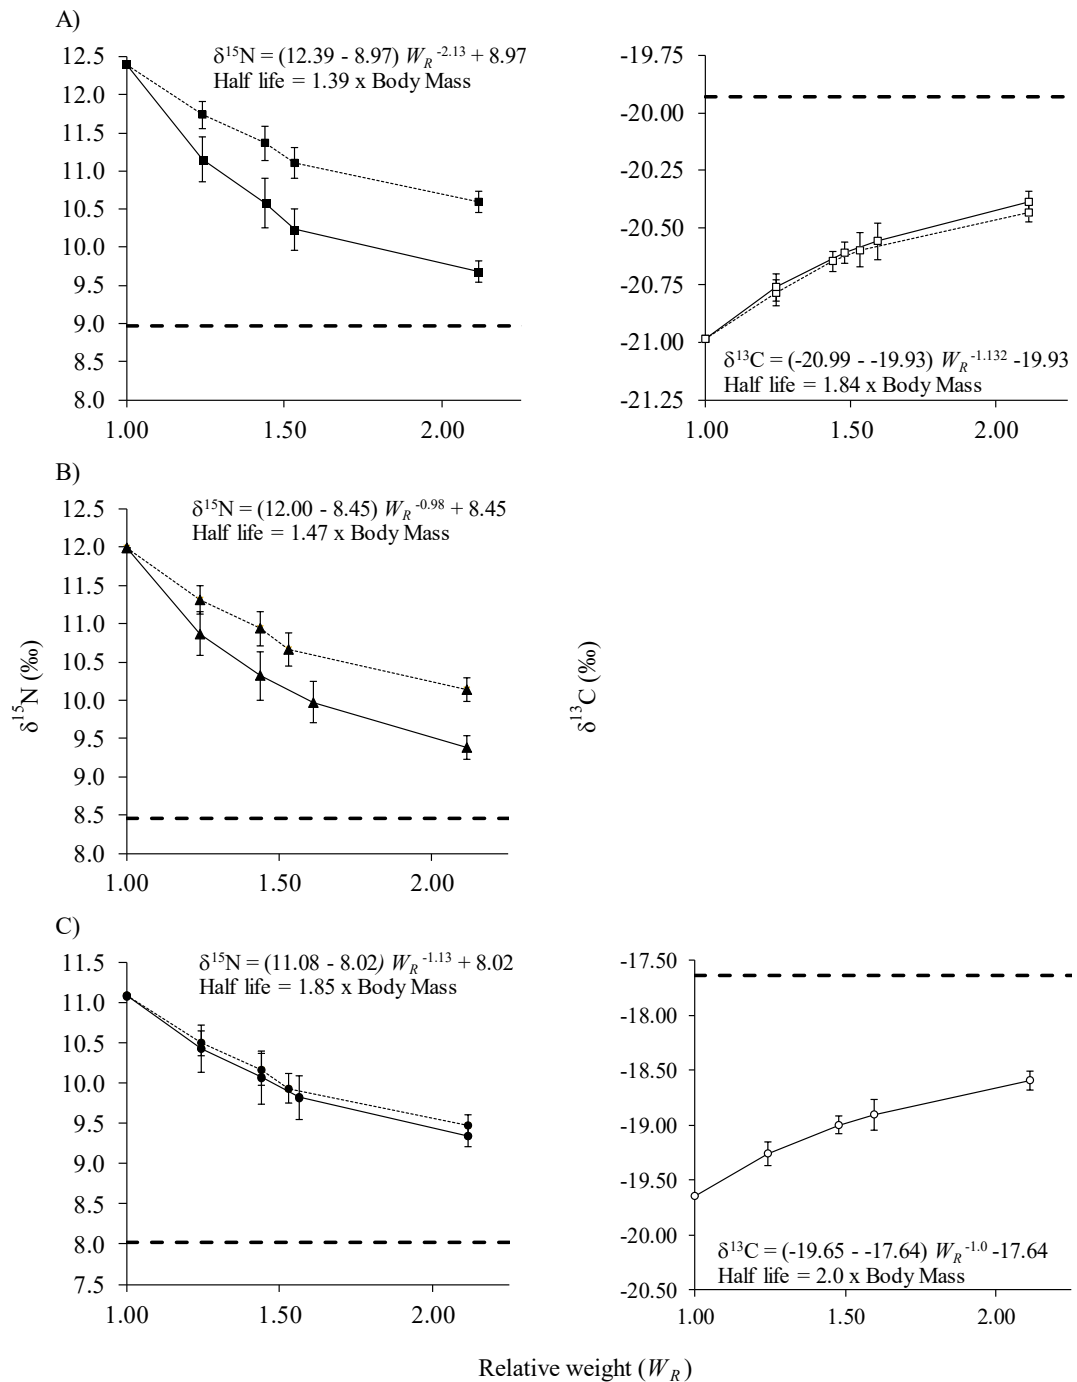 A)
δ15N = (12.39 - 8.97) WR -2.13 + 8.97
Half life = 1.39 x Body Mass
12.5
12.0
11.5
11.0
10.5
10.0
9.5
9.0
8.5
8.0
1.00 1.50 2.00
-19.75
-20.00
-20.25
-20.50
-20.75
-21.00
-21.25
δ13C = (-20.99 - -19.93) WR -1.132 -19.93
Half life = 1.84 x Body Mass
1.00 1.50 2.00
B)
δ15N = (12.00 - 8.45) WR -0.98 + 8.45
Half life = 1.47 x Body Mass
12.5
12.0
11.5
11.0
10.5
10.0
9.5
9.0
8.5
8.0
1.00 1.50 2.00
δ15N (‰)
δ13C (‰)
C)
δ15N = (11.08 - 8.02) WR -1.13 + 8.02
Half life = 1.85 x Body Mass
11.5
11.0
10.5
10.0
9.5
9.0
8.5
8.0
7.5
1.00 1.50 2.00
-17.50
-18.00
-18.50
-19.00
-19.50
-20.00
-20.50
δ13C = (-19.65 - -17.64) WR -1.0 -17.64
Half life = 2.0 x Body Mass
1.00 1.50 2.00
Relative weight (WR)